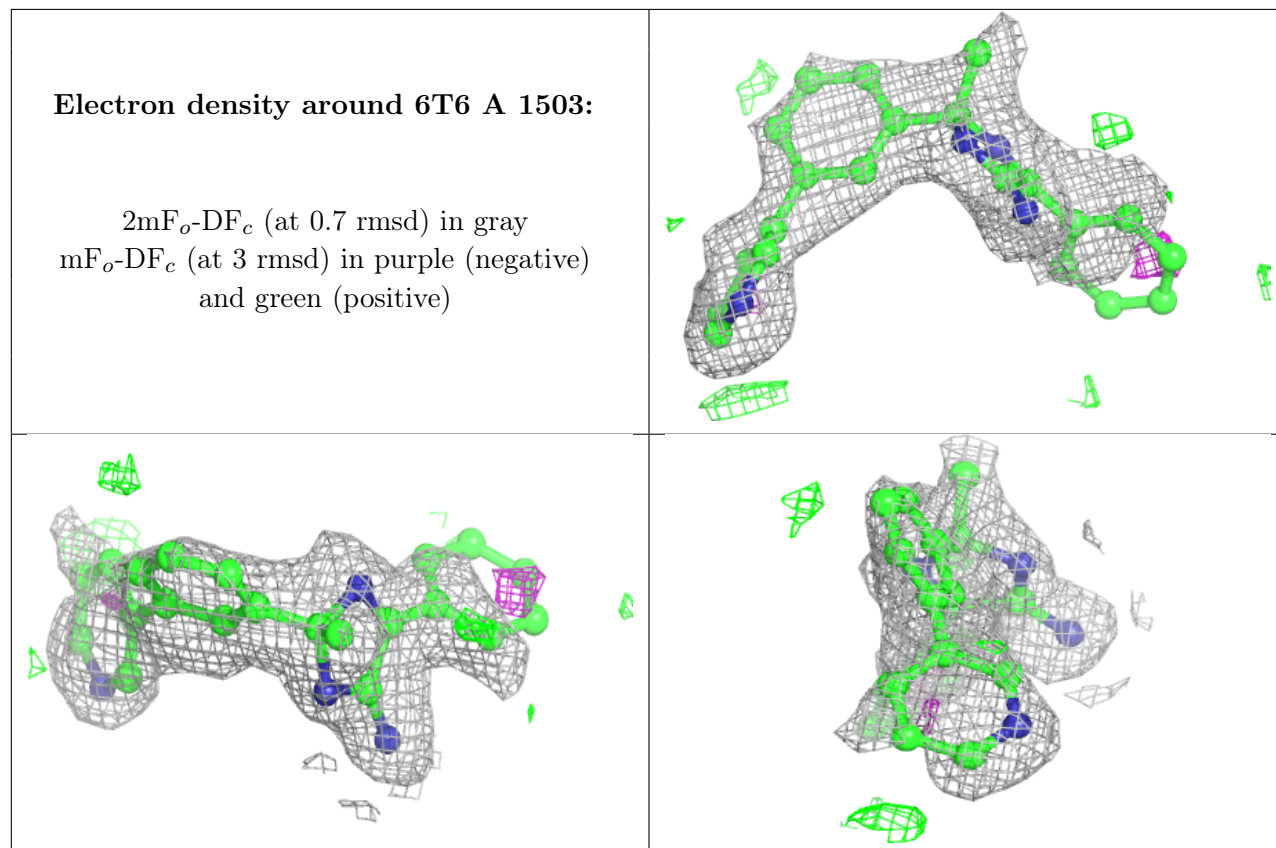 Electron density around 6T6 A 1503:
2mFo-DFc (at 0.7 rmsd) in gray
mFo-DFc (at 3 rmsd) in purple (negative)
and green (positive)